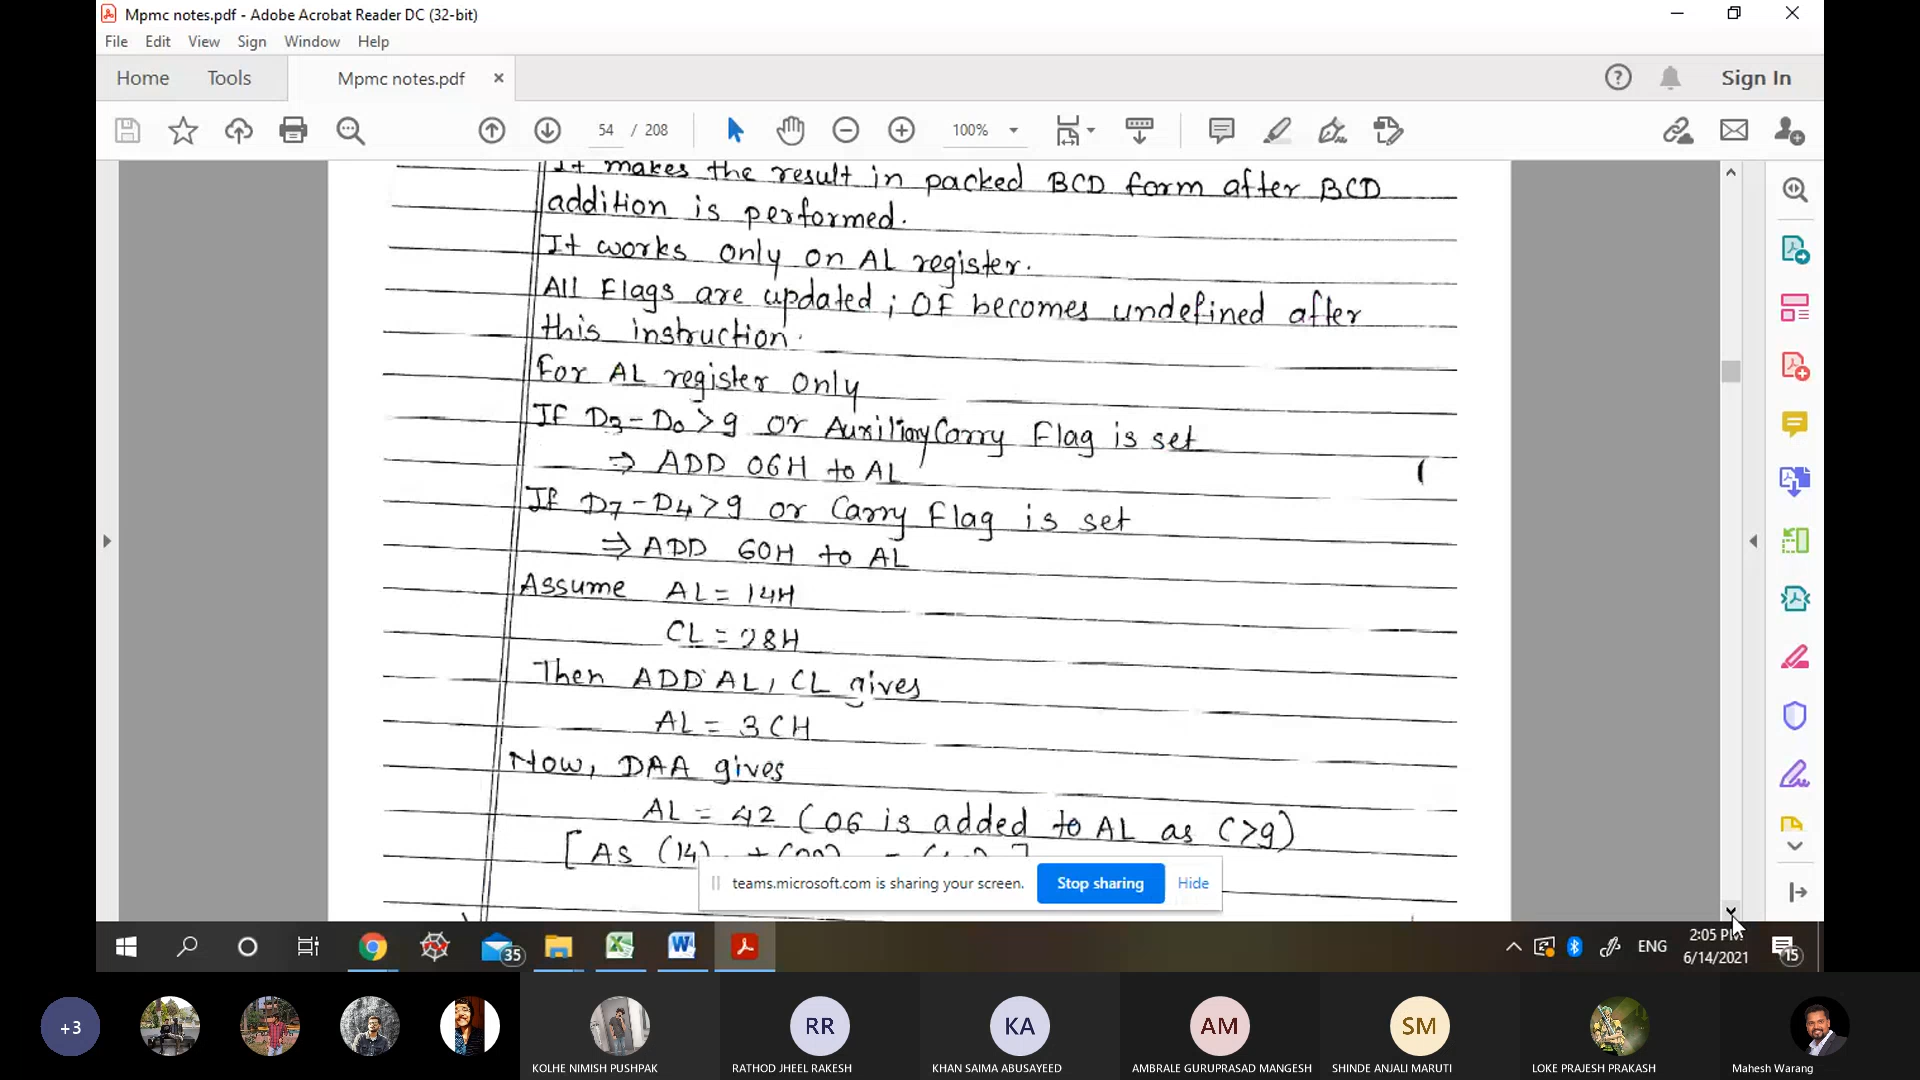 Mpmc notes.pdf - Adobe Acrobat Reader DC (32-bit)
File Edit View Sign Window Help
Home Tools Mpmc notes.pdf Sign In
54 / 208 100%
It makes the result in packed BCD form after BCD
addition is performed.
It works only on AL register.
All Flags are updated ; OF becomes undefined after
this instruction.
For AL register only
If D3-D0 > 9 or Auxiliary Carry Flag is set
⇒ ADD 06H to AL
If D7-D4 > 9 or Carry Flag is set
⇒ ADD 60H to AL
Assume AL = 14H
CL = 28H
Then ADD AL, CL gives
AL = 3CH
Now, DAA gives
AL = 42 (06 is added to AL as C>9)
[As (14) +
teams.microsoft.com is sharing your screen. Stop sharing Hide
35
ENG
2:05 PM
6/14/2021
15
+3
RR KA AM SM
KOLHE NIMISH PUSHPAK RATHOD JHEEL RAKESH KHAN SAIMA ABUSAYEED AMBRALE GURUPRASAD MANGESH SHINDE ANJALI MARUTI LOKE PRAJESH PRAKASH Mahesh Warang